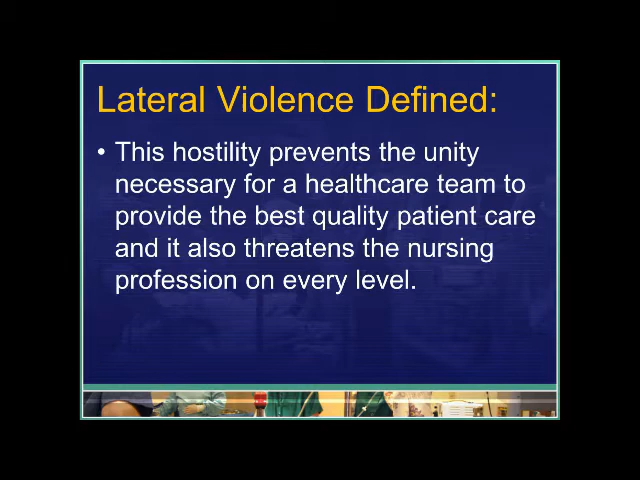 Lateral Violence Defined:
• This hostility prevents the unity
necessary for a healthcare team to
provide the best quality patient care
and it also threatens the nursing
profession on every level.